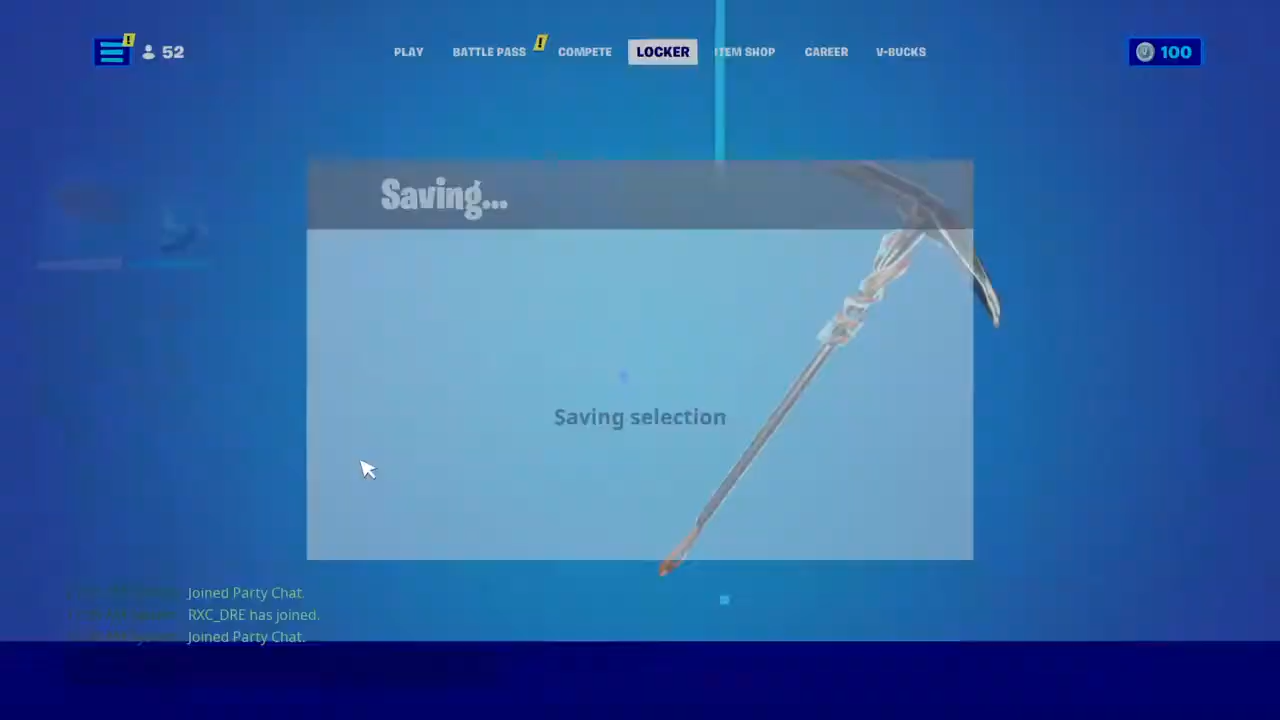 52
PLAY
BATTLE PASS
COMPETE
LOCKER
ITEM SHOP
CAREER
V-BUCKS
100
Saving...
Saving selection
Joined Party Chat.
RXC_DRE has joined.
Joined Party Chat.